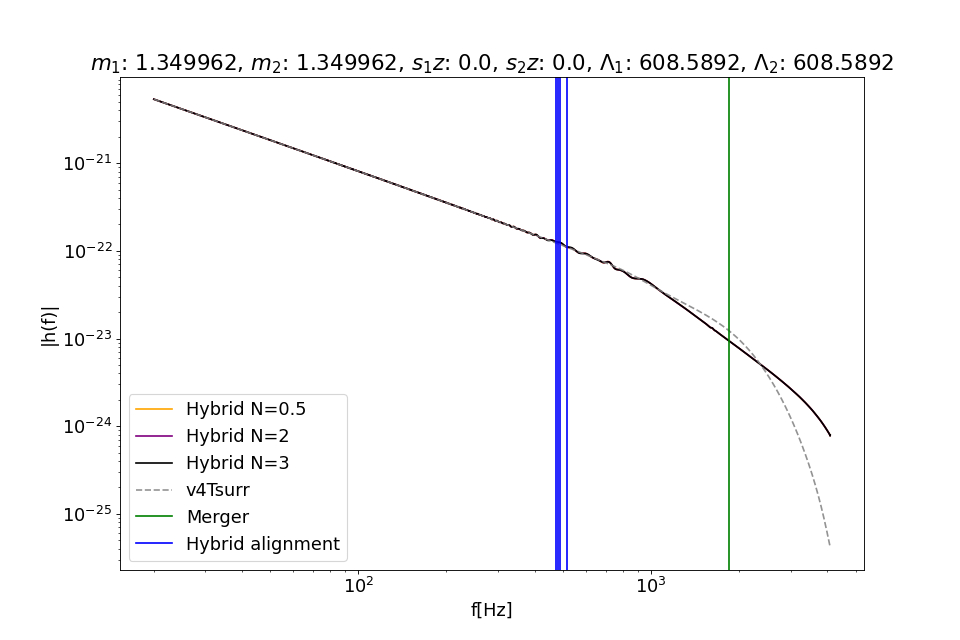 m₁: 1.349962, m₂: 1.349962, s₁z: 0.0, s₂z: 0.0, Λ₁: 608.5892, Λ₂: 608.5892
|h(f)|
10⁻²¹
10⁻²²
10⁻²³
10⁻²⁴
10⁻²⁵
Hybrid N=0.5
Hybrid N=2
Hybrid N=3
v4Tsurr
Merger
Hybrid alignment
10² 10³
f[Hz]